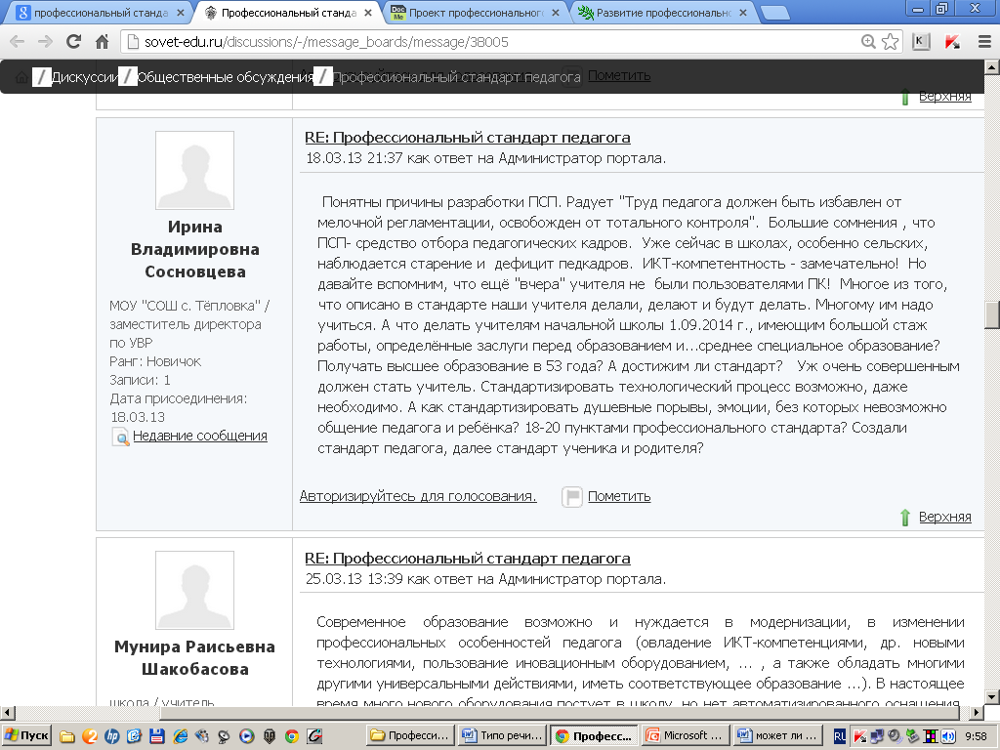 профессиональный станда
Профессиональный станда
Проект профессионального
Развитие профессиональн
sovet-edu.ru/discussions/-/message_boards/message/38005
/ Дискуссии / Общественные обсуждения / Профессиональный стандарт педагога
Пометить
Верхняя
RE: Профессиональный стандарт педагога
18.03.13 21:37 как ответ на Администратор портала.
Ирина
Владимировна
Сосновцева
МОУ "СОШ с. Тёпловка" /
заместитель директора
по УВР
Ранг: Новичок
Записи: 1
Дата присоединения:
18.03.13
Недавние сообщения
Понятны причины разработки ПСП. Радует "Труд педагога должен быть избавлен от
мелочной регламентации, освобожден от тотального контроля". Большие сомнения , что
ПСП- средство отбора педагогических кадров. Уже сейчас в школах, особенно сельских,
наблюдается старение и дефицит педкадров. ИКТ-компетентность - замечательно! Но
давайте вспомним, что ещё "вчера" учителя не были пользователями ПК! Многое из того,
что описано в стандарте наши учителя делали, делают и будут делать. Многому им надо
учиться. А что делать учителям начальной школы 1.09.2014 г., имеющим большой стаж
работы, определённые заслуги перед образованием и...среднее специальное образование?
Получать высшее образование в 53 года? А достижим ли стандарт? Уж очень совершенным
должен стать учитель. Стандартизировать технологический процесс возможно, даже
необходимо. А как стандартизировать душевные порывы, эмоции, без которых невозможно
общение педагога и ребёнка? 18-20 пунктами профессионального стандарта? Создали
стандарт педагога, далее стандарт ученика и родителя?
Авторизируйтесь для голосования.
Пометить
Верхняя
RE: Профессиональный стандарт педагога
25.03.13 13:39 как ответ на Администратор портала.
Мунира Раисьевна
Шакобасова
школа / учитель
Современное образование возможно и нуждается в модернизации, в изменении
профессиональных особенностей педагога (овладение ИКТ-компетенциями, др. новыми
технологиями, пользование иновационным оборудованием, ... , а также обладать многими
другими универсальными действиями, иметь соответствующее образование ...). В настоящее
время много нового оборудования постует в школу, но нет автоматизированного оснащения,
Пуск
Професси...
Типо речи...
Професс...
Microsoft ...
может ли ...
RL
9:58